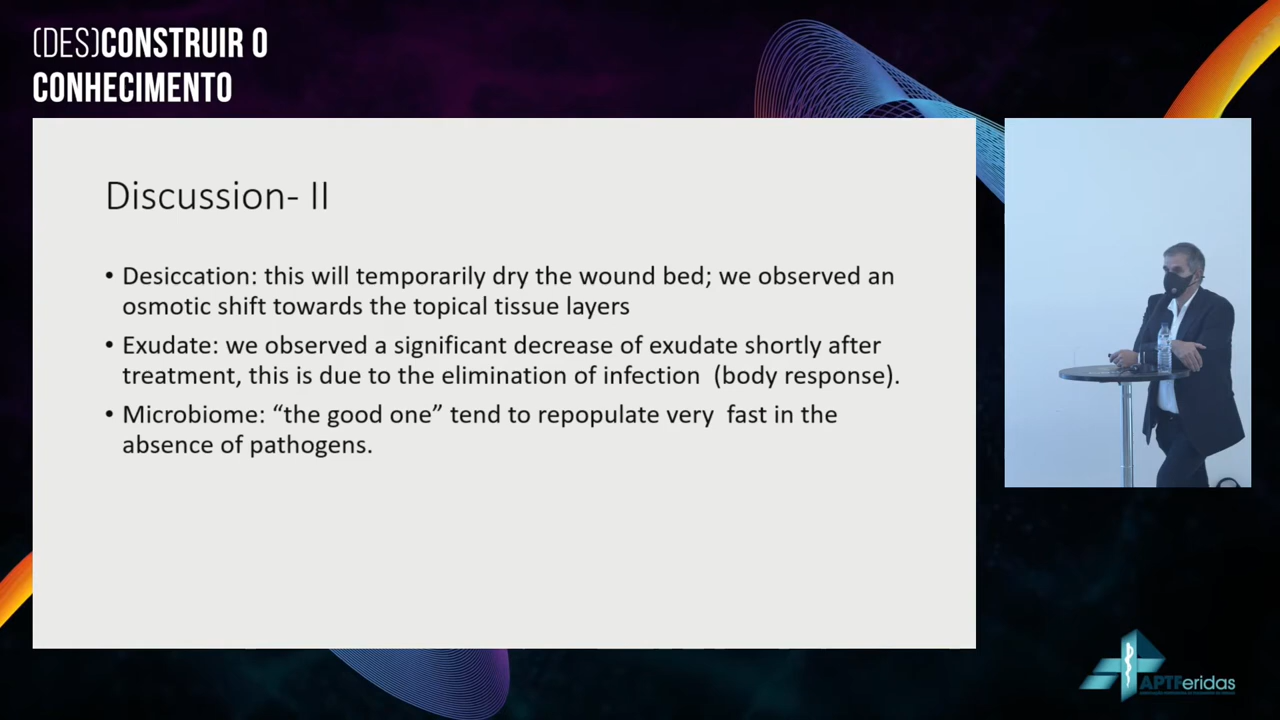 (DES)CONSTRUIR O
CONHECIMENTO
Discussion- II
• Desiccation: this will temporarily dry the wound bed; we observed an
osmotic shift towards the topical tissue layers
• Exudate: we observed a significant decrease of exudate shortly after
treatment, this is due to the elimination of infection  (body response).
• Microbiome: “the good one” tend to repopulate very  fast in the
absence of pathogens.
APTFeridas